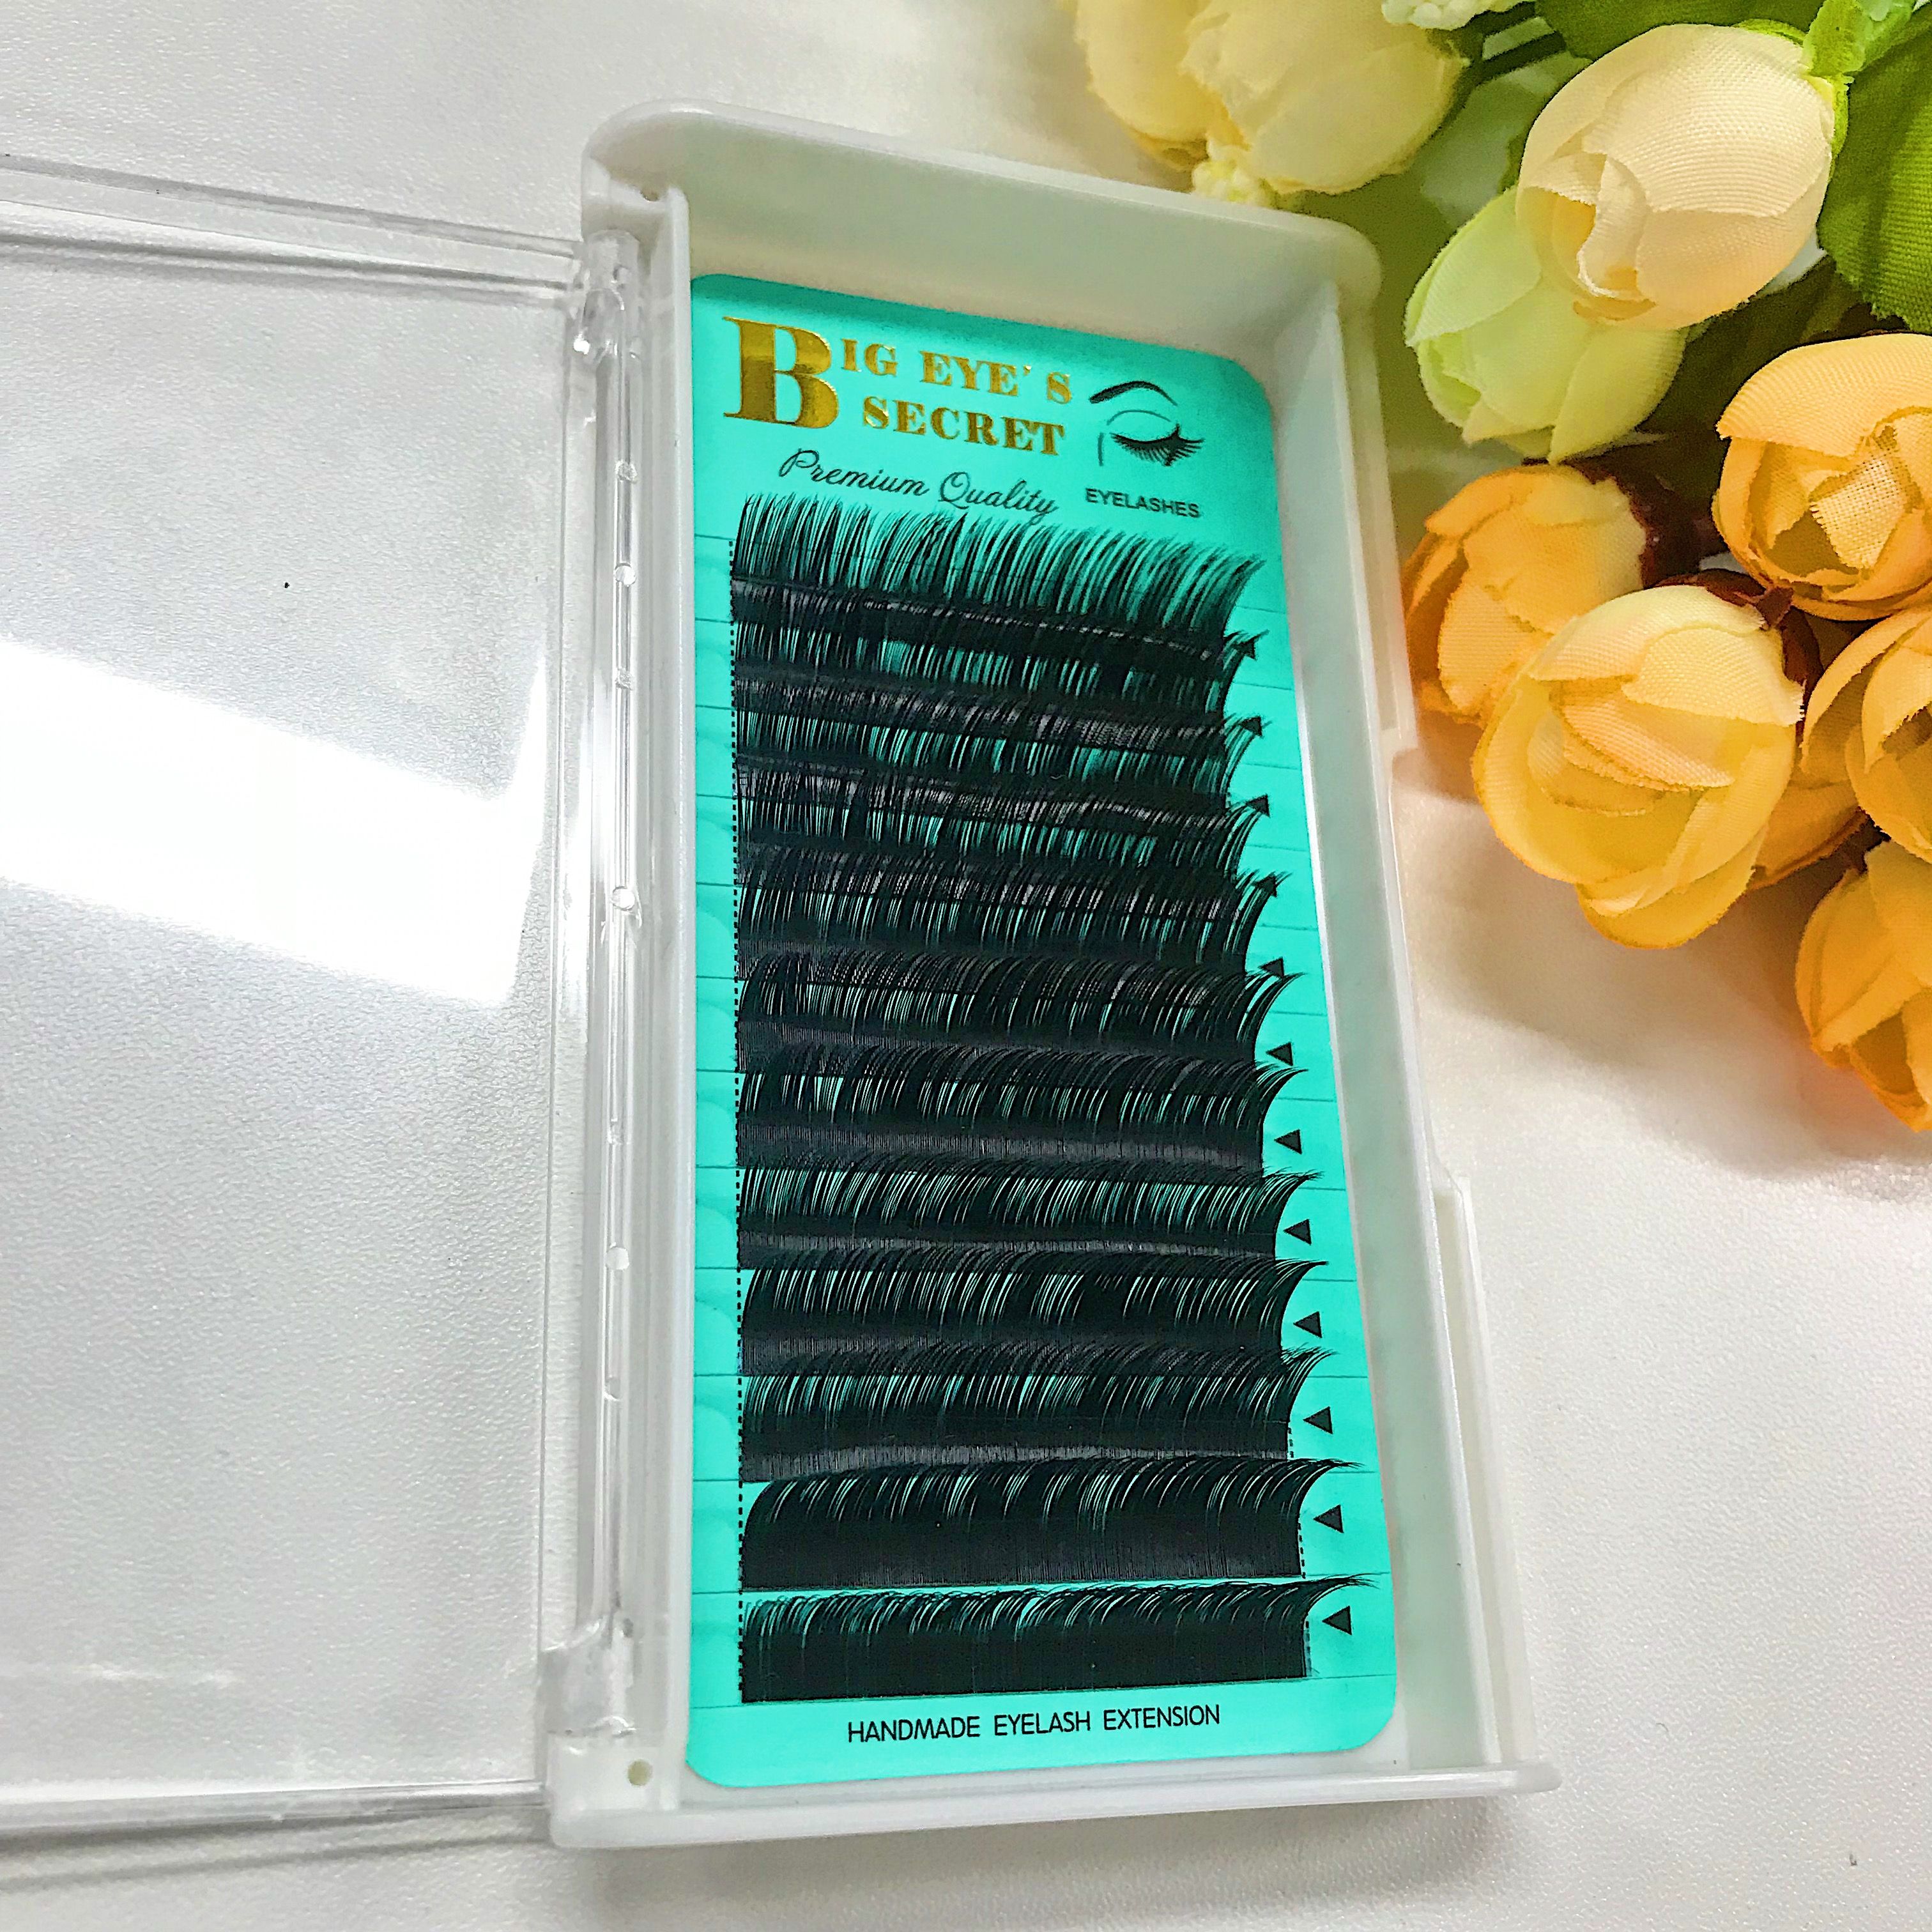 BIG EYE'S
SECRET
Premium Quality
EYELASHES
HANDMADE EYELASH EXTENSION